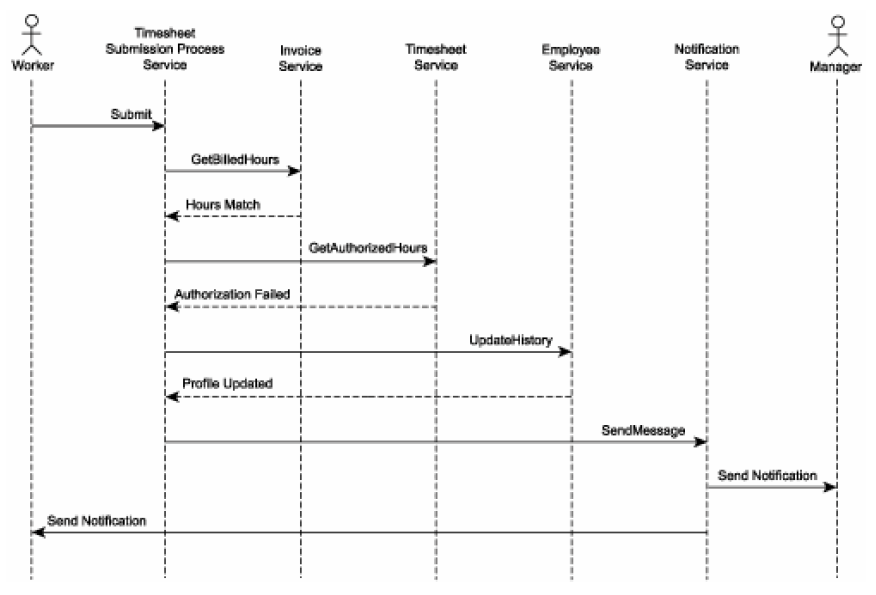 Worker
Timesheet
Submission Process
Service
Invoice
Service
Timesheet
Service
Employee
Service
Notification
Service
Manager
Submit
GetBilledHours
Hours Match
GetAuthorizedHours
Authorization Failed
UpdateHistory
Profile Updated
SendMessage
Send Notification
Send Notification